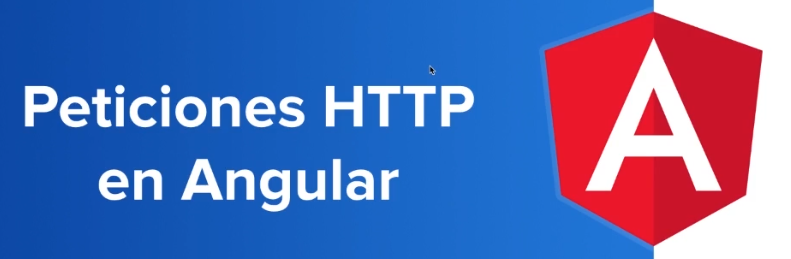 Peticiones HTTP
en Angular
A